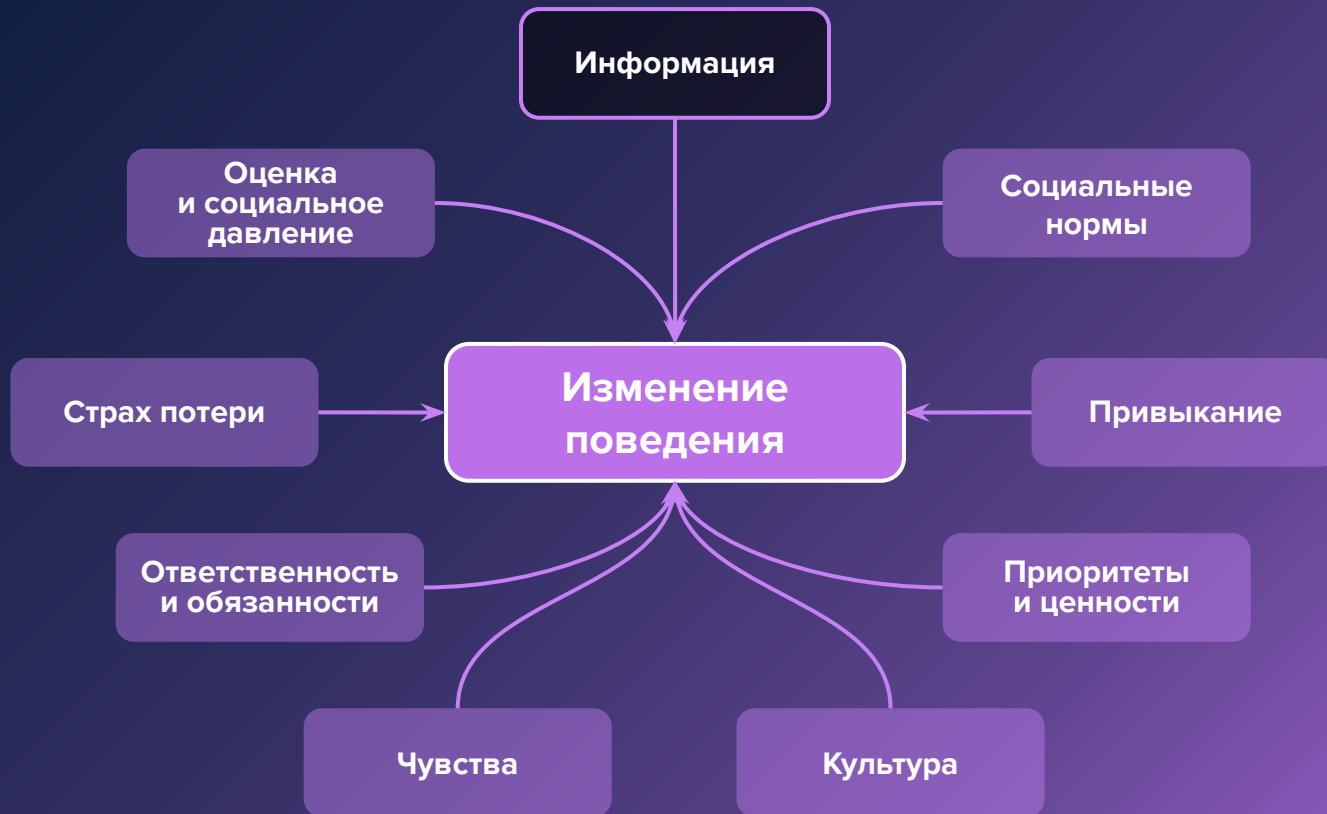 Информация
Оценка
и социальное
давление
Социальные
нормы
Изменение
поведения
Страх потери
Привыкание
Ответственность
и обязанности
Приоритеты
и ценности
Чувства
Культура